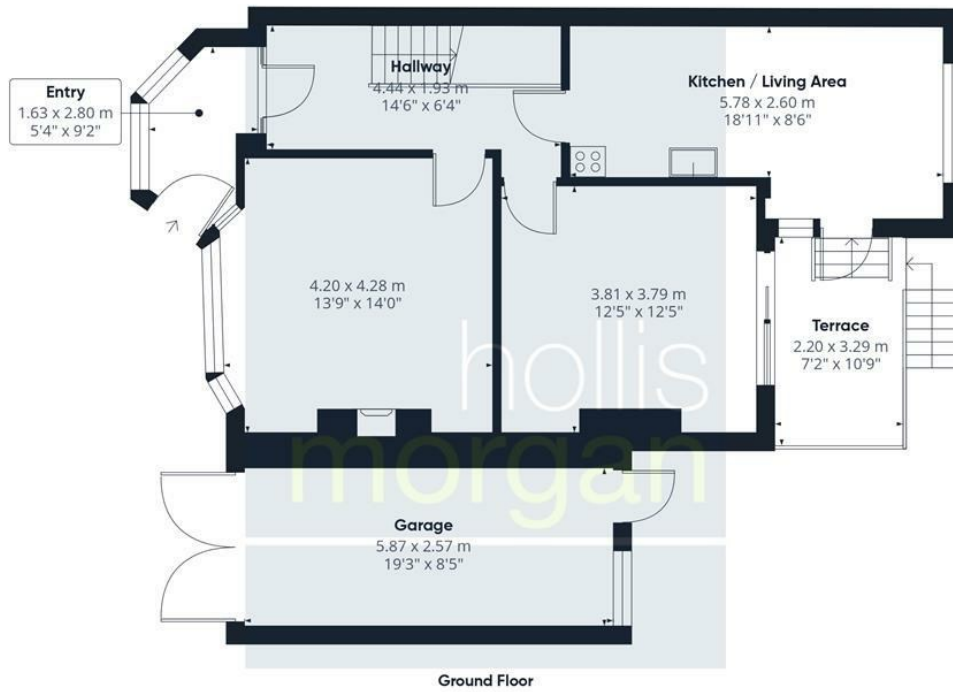 Entry
1.63 x 2.80 m
5'4" x 9'2"
Hallway
4.44 x 1.93 m
14'6" x 6'4"
Kitchen / Living Area
5.78 x 2.60 m
18'11" x 8'6"
4.20 x 4.28 m
13'9" x 14'0"
3.81 x 3.79 m
12'5" x 12'5"
Terrace
2.20 x 3.29 m
7'2" x 10'9"
hollis
morgan
Garage
5.87 x 2.57 m
19'3" x 8'5"
Ground Floor